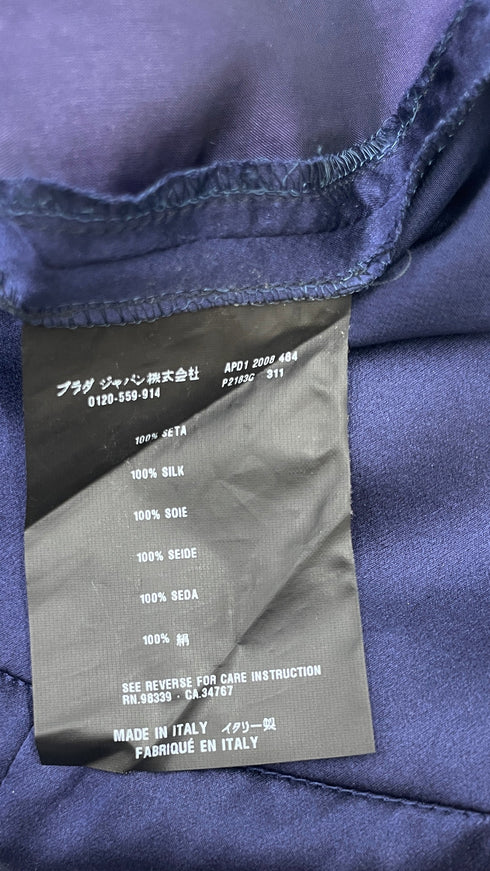 プラダ ジャパン株式会社
0120-559-914
APD1 2008 464
P2183C 311
100% SETA
100% SILK
100% SOIE
100% SEIDE
100% SEDA
100% 絹
SEE REVERSE FOR CARE INSTRUCTION
RN.98339 - CA.34767
MADE IN ITALY イタリー製
FABRIQUÉ EN ITALY